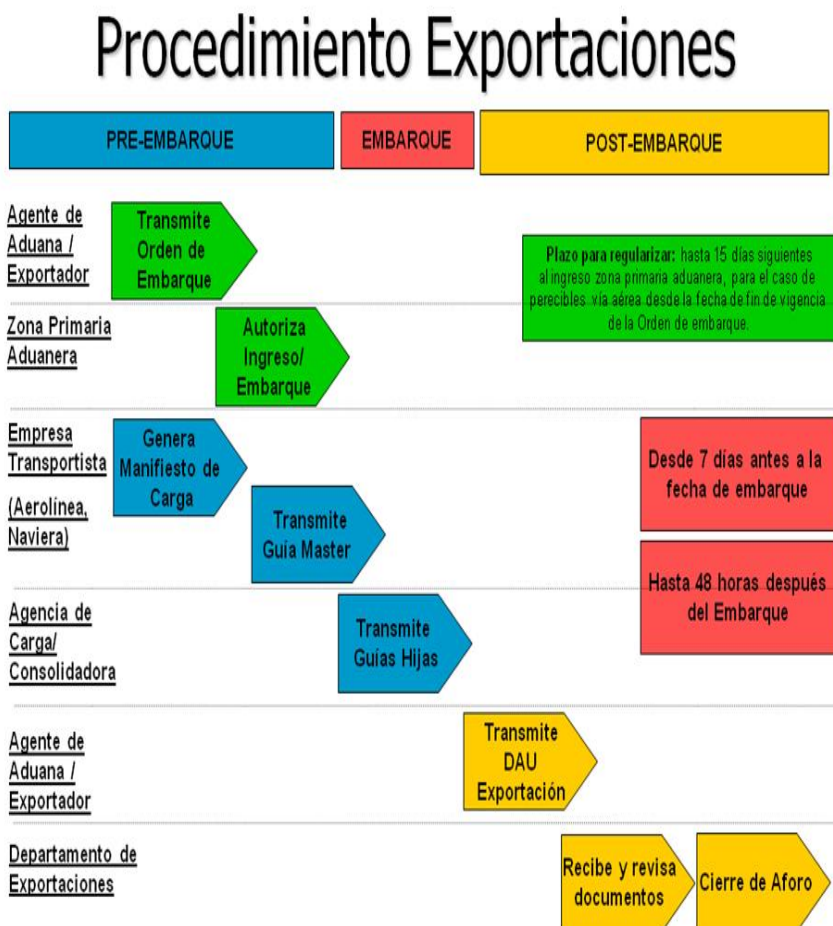 Procedimiento Exportaciones
PRE-EMBARQUE
EMBARQUE
POST-EMBARQUE
Agente de
Aduana /
Exportador
Transmite
Orden de
Embarque
Plazo para regularizar: hasta 15 días siguientes
al ingreso zona primaria aduanera, para el caso de
perecibles vía aérea desde la fecha de fin de vigencia
de la Orden de embarque.
Zona Primaria
Aduanera
Autoriza
Ingreso/
Embarque
Empresa
Transportista
(Aerolínea,
Naviera)
Genera
Manifiesto de
Carga
Transmite
Guía Master
Desde 7 días antes a la
fecha de embarque
Hasta 48 horas después
del Embarque
Agencia de
Carga/
Consolidadora
Transmite
Guías Hijas
Agente de
Aduana /
Exportador
Transmite
DAU
Exportación
Departamento de
Exportaciones
Recibe y revisa
documentos
Cierre de Aforo